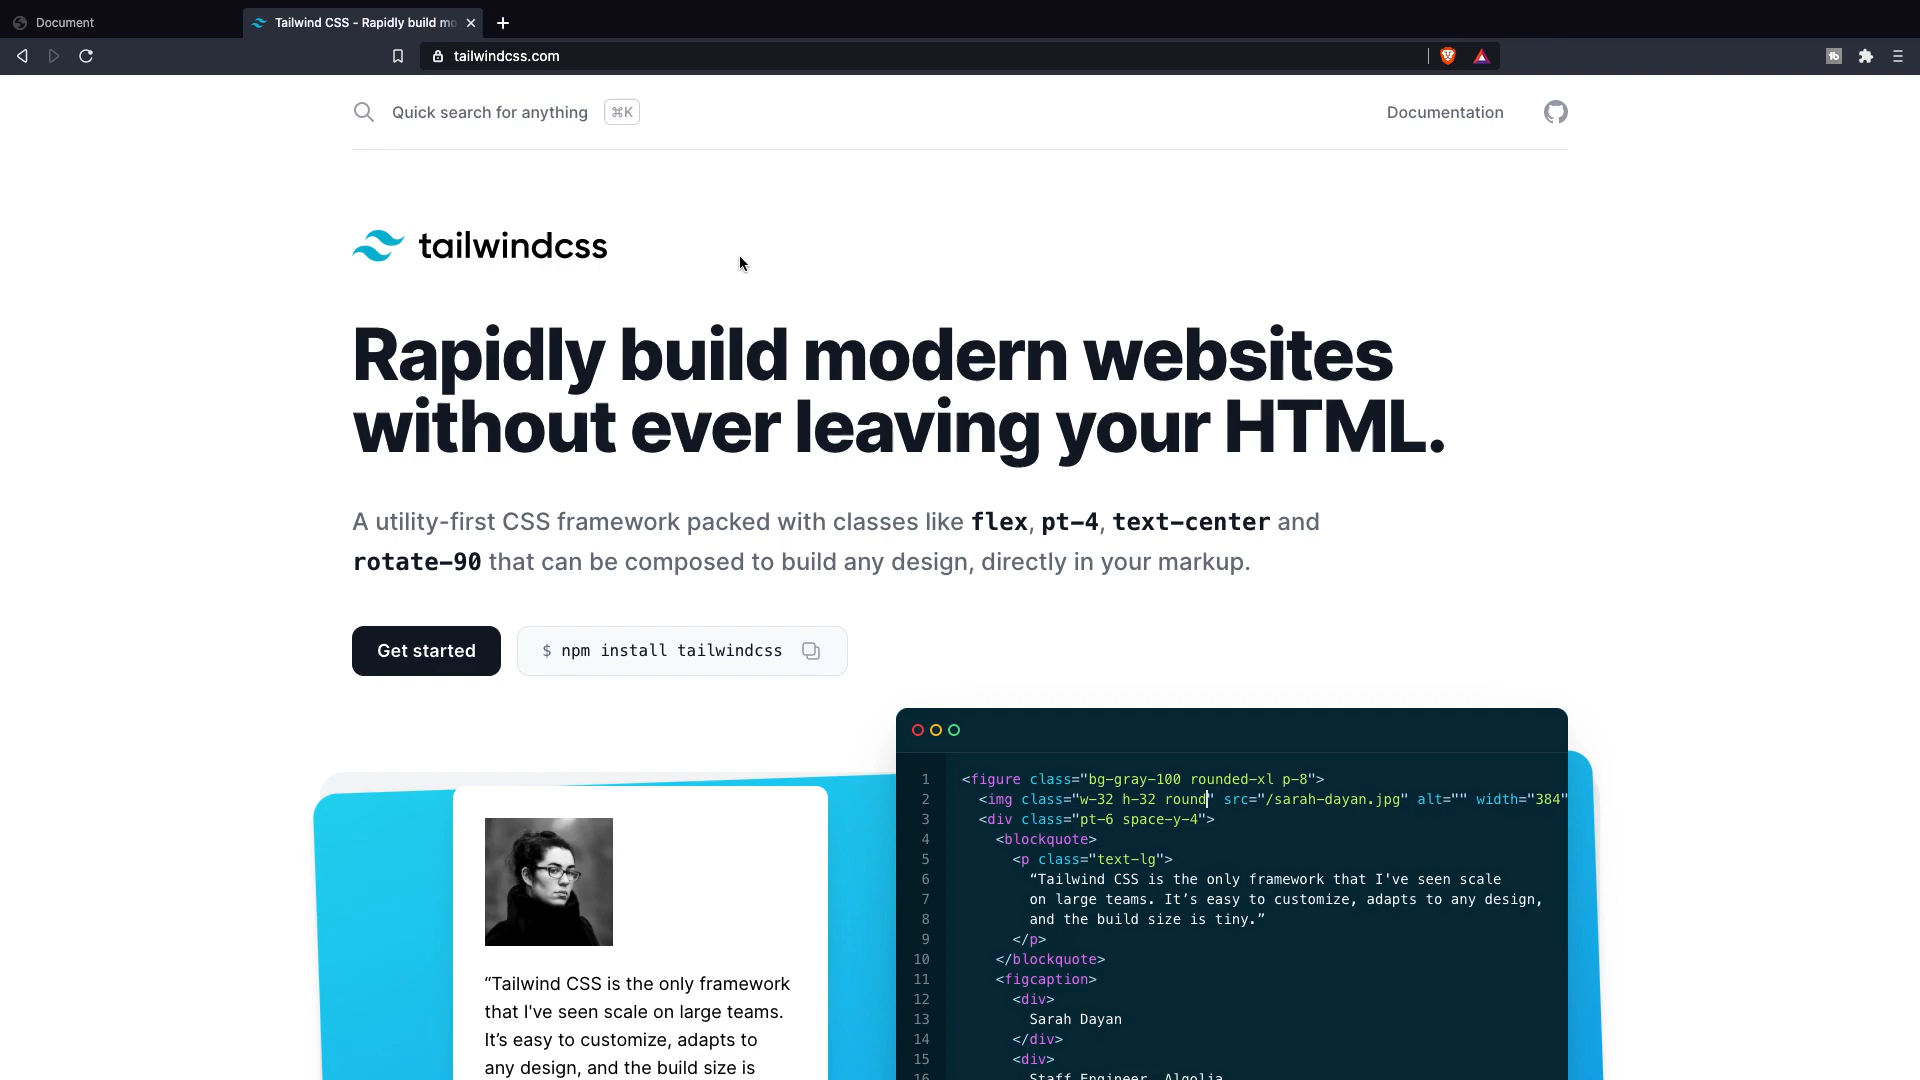 Document
Tailwind CSS - Rapidly build mo
tailwindcss.com
Quick search for anything
⌘K
Documentation
tailwindcss
Rapidly build modern websites
without ever leaving your HTML.
A utility-first CSS framework packed with classes like flex, pt-4, text-center and
rotate-90 that can be composed to build any design, directly in your markup.
Get started
$ npm install tailwindcss
“Tailwind CSS is the only framework
that I've seen scale on large teams.
It’s easy to customize, adapts to
any design, and the build size is
1 <figure class="bg-gray-100 rounded-xl p-8">
2 <img class="w-32 h-32 round" src="/sarah-dayan.jpg" alt="" width="384"
3 <div class="pt-6 space-y-4">
4 <blockquote>
5 <p class="text-lg">
6 “Tailwind CSS is the only framework that I've seen scale
7 on large teams. It’s easy to customize, adapts to any design,
8 and the build size is tiny.”
9 </p>
10 </blockquote>
11 <figcaption>
12 <div>
13 Sarah Dayan
14 </div>
15 <div>
16 Staff Engineer, Algolia